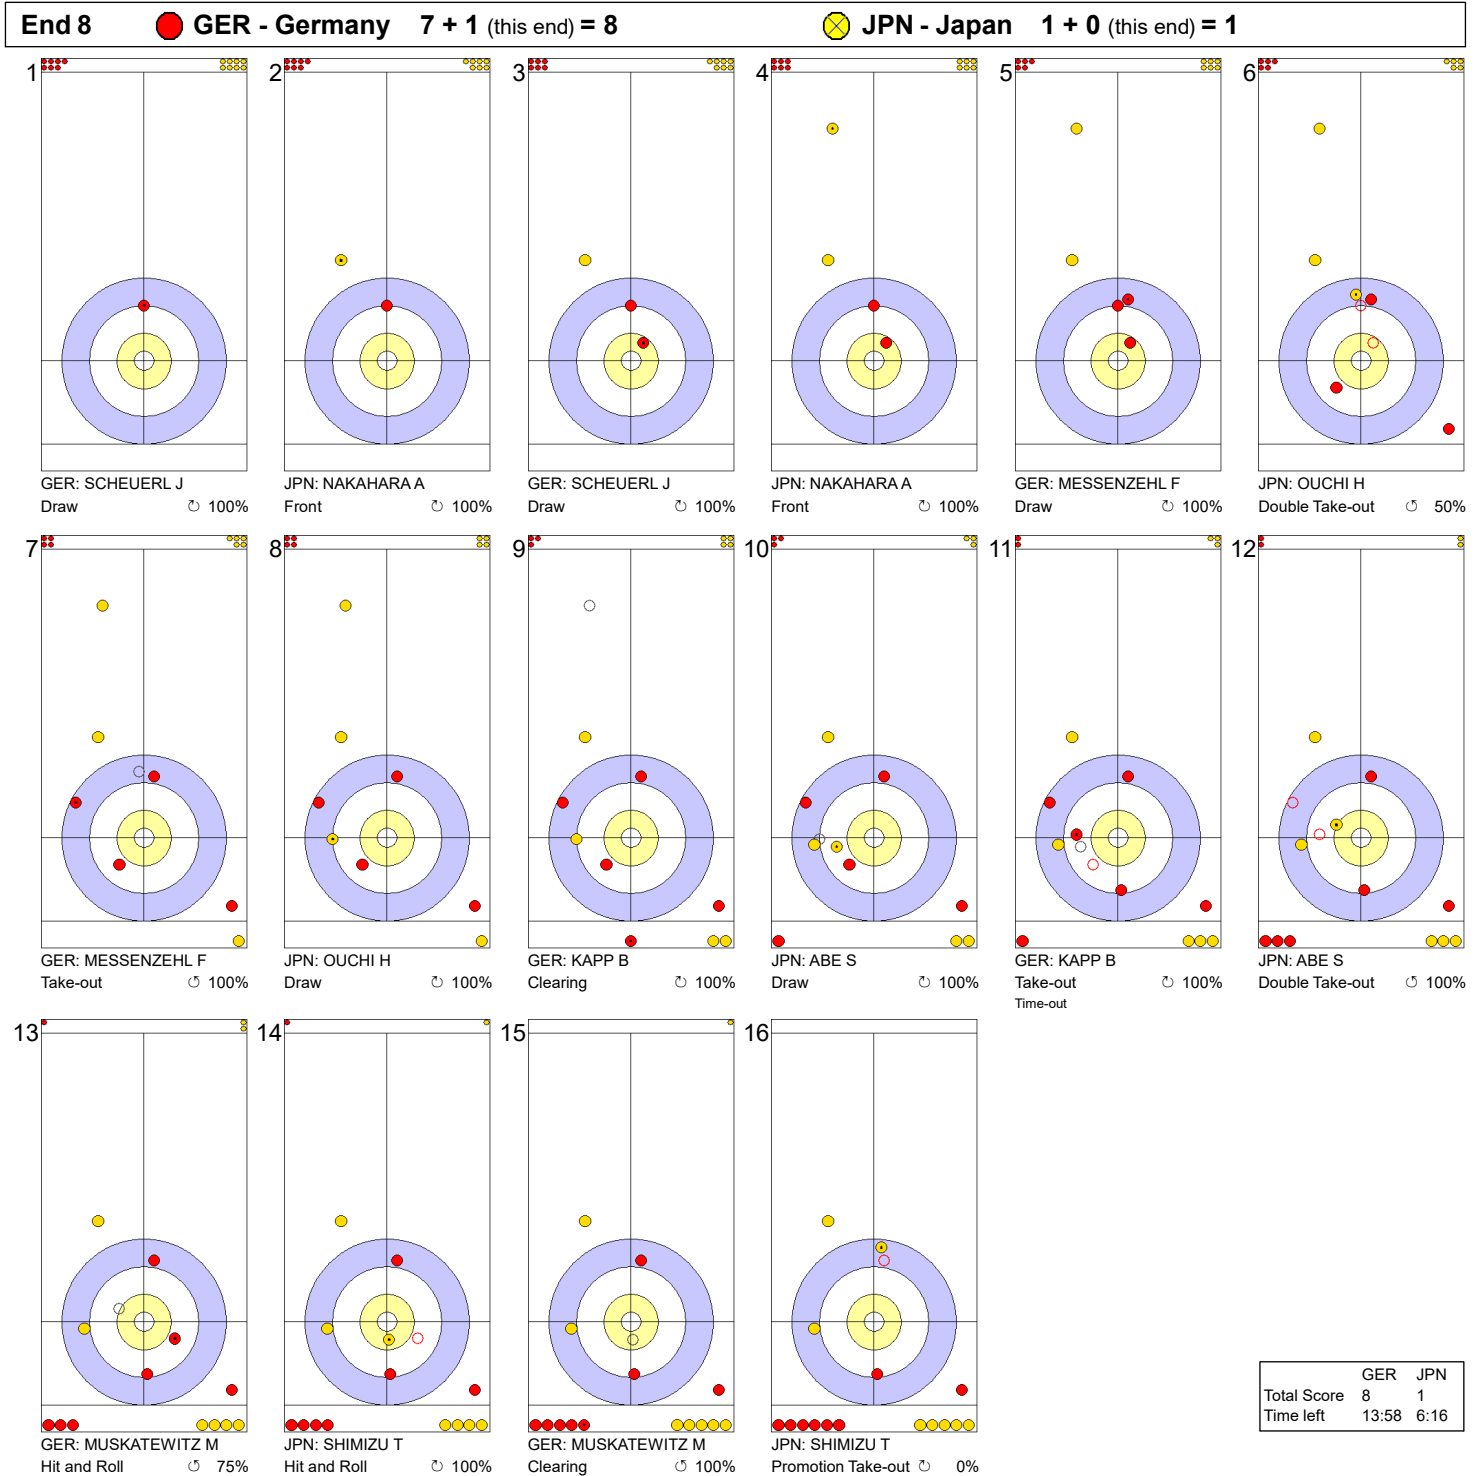 End 8 GER - Germany 7 + 1 (this end) = 8 JPN - Japan 1 + 0 (this end) = 1
1 2 3 4 5 6
GER: SCHEUERL J JPN: NAKAHARA A GER: SCHEUERL J JPN: NAKAHARA A GER: MESSENZEHL F JPN: OUCHI H
Draw ↻ 100% Front ↻ 100% Draw ↻ 100% Front ↻ 100% Draw ↻ 100% Double Take-out ↺ 50%
7 8 9 10 11 12
GER: MESSENZEHL F JPN: OUCHI H GER: KAPP B JPN: ABE S GER: KAPP B JPN: ABE S
Take-out ↺ 100% Draw ↻ 100% Clearing ↻ 100% Draw ↻ 100% Take-out ↺ 100% Double Take-out ↺ 100%
Time-out
13 14 15 16
GER: MUSKATEWITZ M JPN: SHIMIZU T GER: MUSKATEWITZ M JPN: SHIMIZU T
Hit and Roll ↺ 75% Hit and Roll ↻ 100% Clearing ↺ 100% Promotion Take-out ↻ 0%
GER JPN
Total Score 8 1
Time left 13:58 6:16